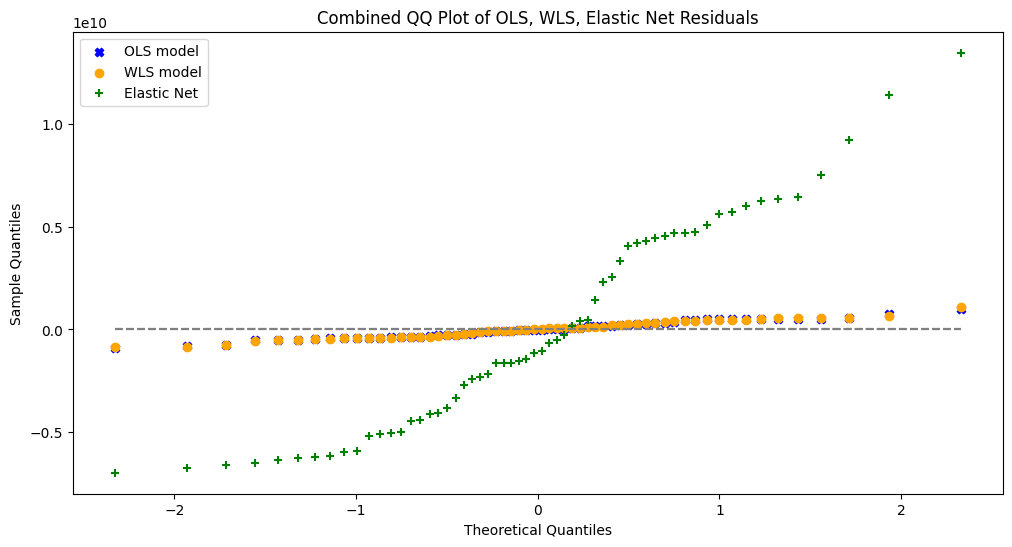 Combined QQ Plot of OLS, WLS, Elastic Net Residuals
1e10
OLS model
WLS model
Elastic Net
1.0
0.5
0.0
−0.5
Sample Quantiles
−2
−1
0
1
2
Theoretical Quantiles